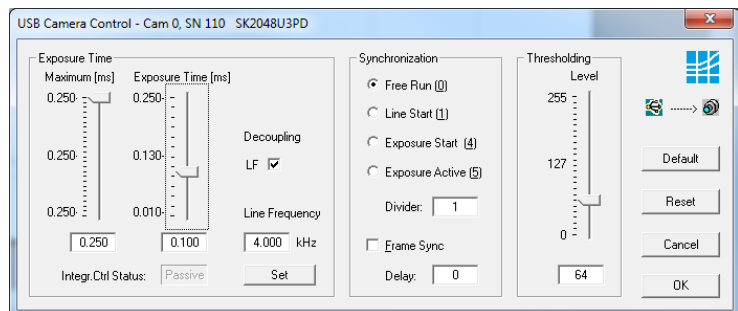 USB Camera Control - Cam 0, SN 110 SK2048U3PD
Exposure Time
Maximum [ms] Exposure Time [ms]
0.250 0.250
0.250 0.130
0.250 0.010
0.250 0.100
Decoupling
LF
Line Frequency
4.000 kHz
Integr.Ctrl Status: Passive Set
Synchronization
Free Run (0)
Line Start (1)
Exposure Start (4)
Exposure Active (5)
Divider: 1
Frame Sync
Delay: 0
Thresholding
Level
255
127
0
64
Default
Reset
Cancel
OK